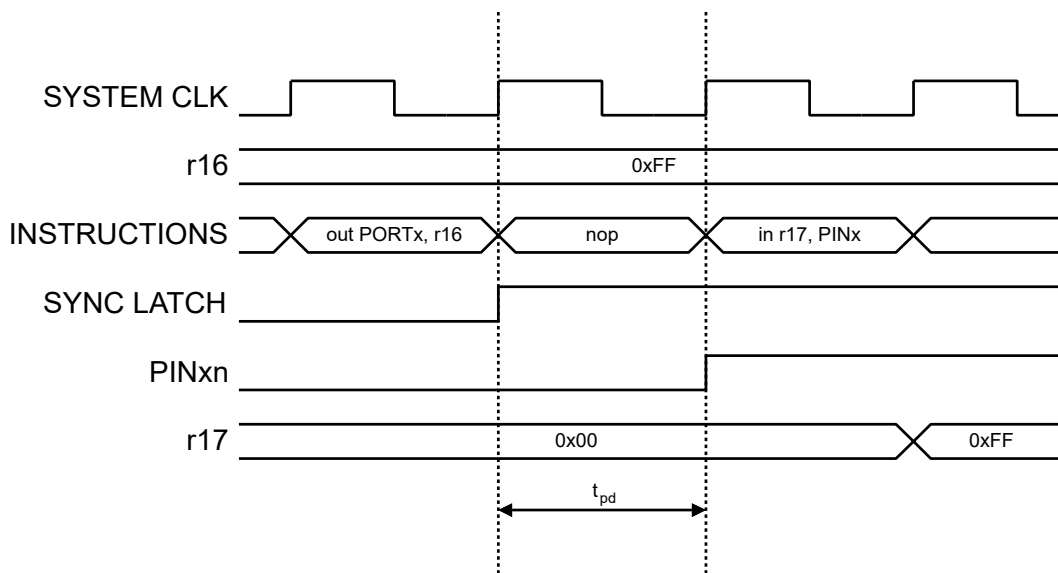 SYSTEM CLK
r16
0xFF
INSTRUCTIONS
out PORTx, r16
nop
in r17, PINx
SYNC LATCH
PINxn
r17
0x00
0xFF
tpd